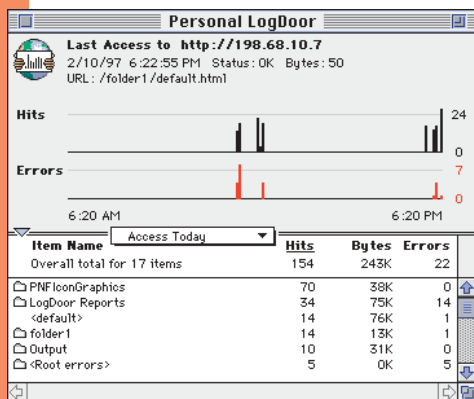 Personal LogDoor
Last Access to http://198.68.10.7
2/10/97 6:22:55 PM Status: OK Bytes: 50
URL: /folder1/default.html
Hits
24
0
Errors
7
0
6:20 AM 6:20 PM
Access Today
Item Name Hits Bytes Errors
Overall total for 17 items 154 243K 22
PNFIconGraphics 70 38K 0
LogDoor Reports 34 75K 14
<default> 14 76K 1
folder1 14 13K 1
Output 10 31K 0
<Root errors> 5 0K 5